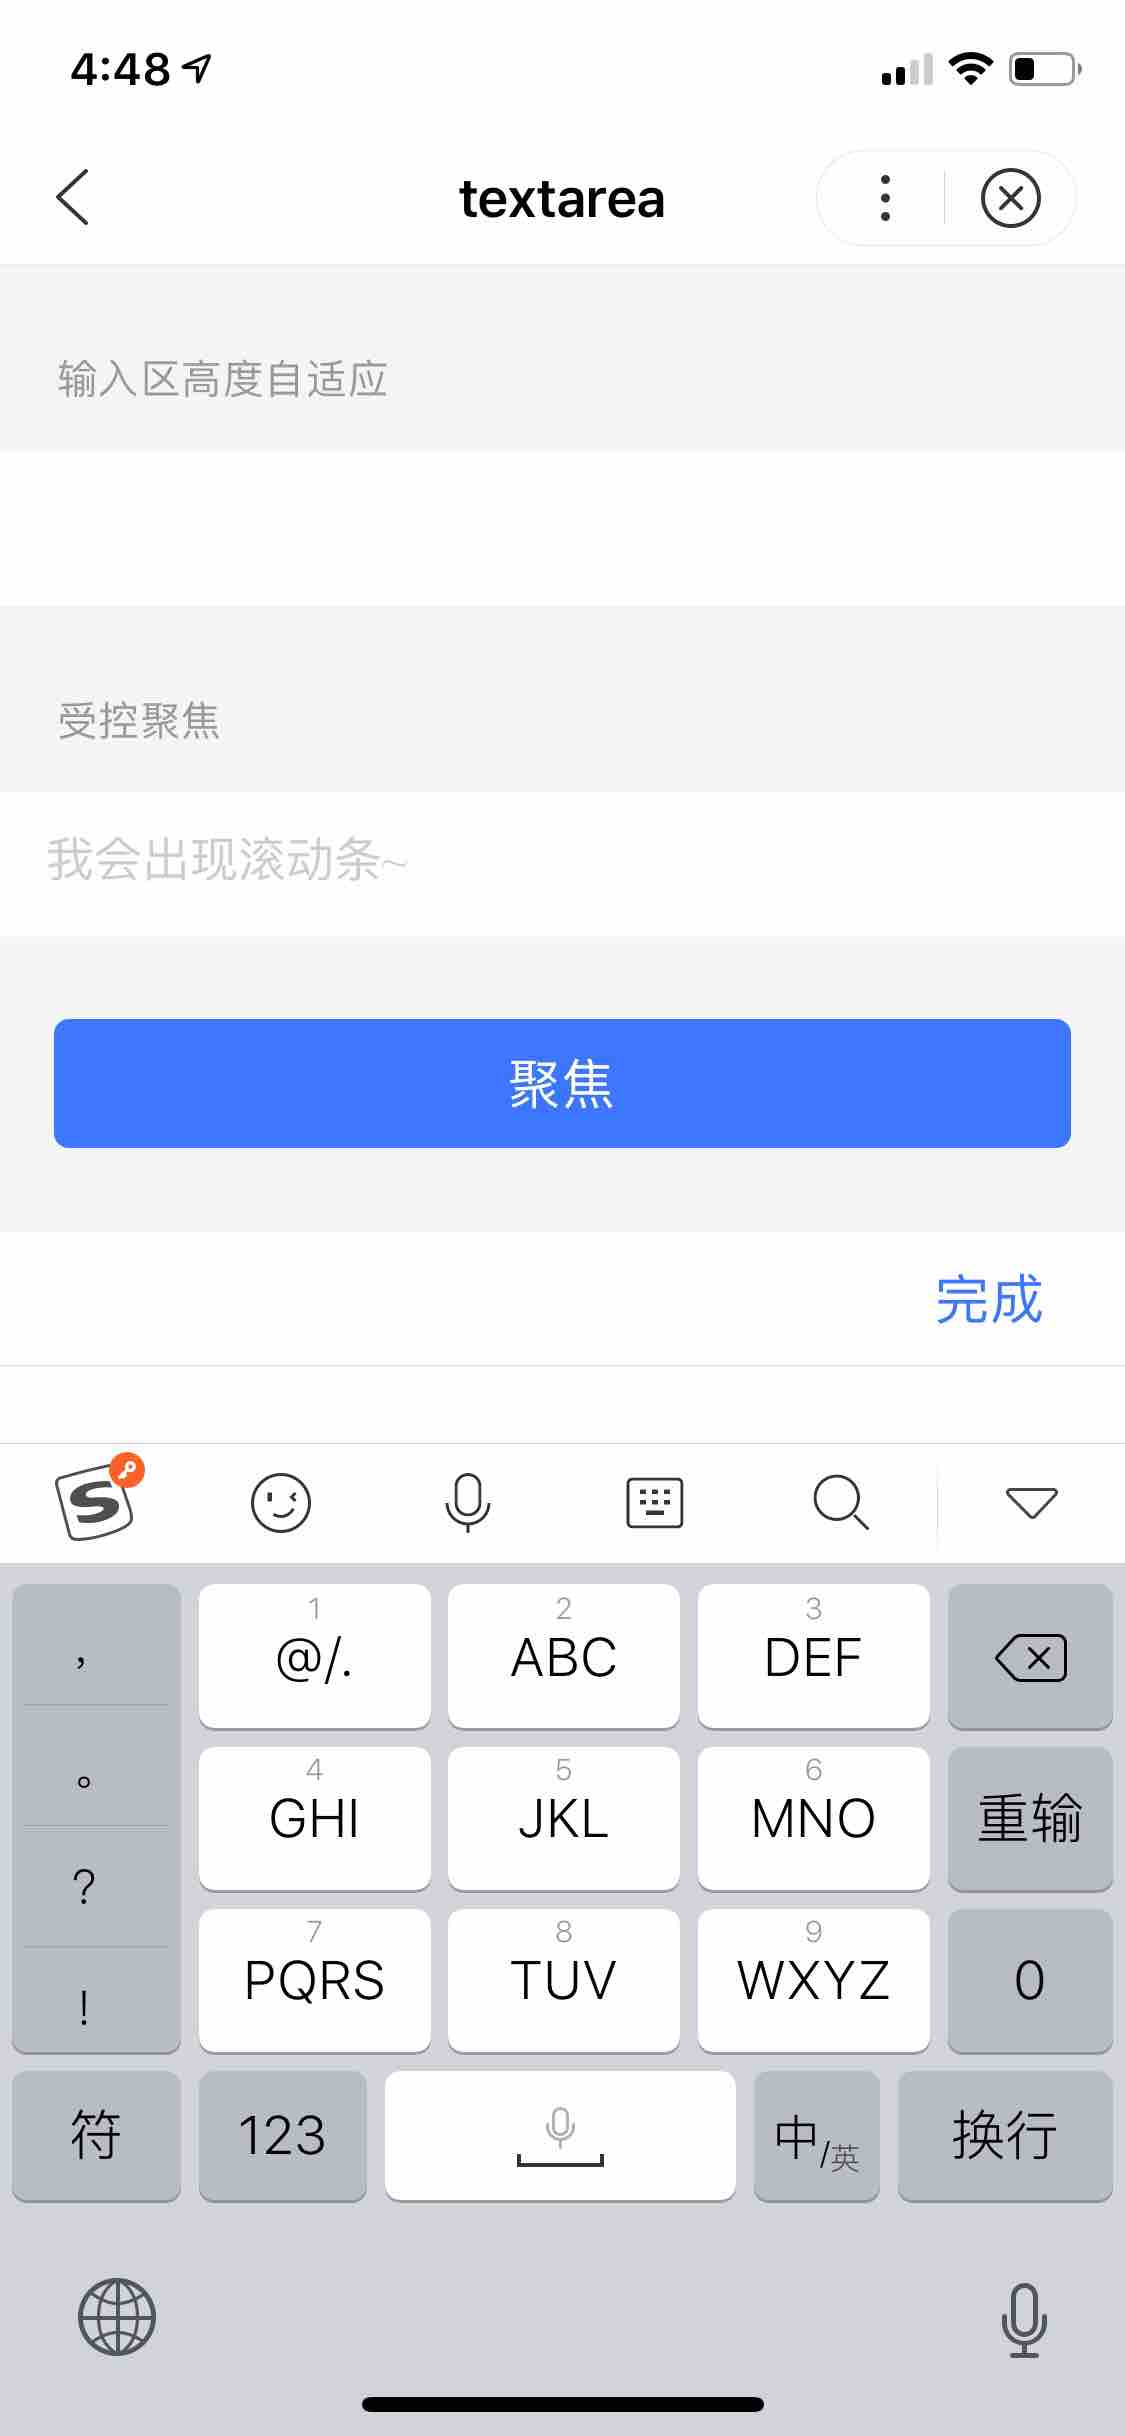 4:48
textarea
输入区高度自适应
受控聚焦
我会出现滚动条~
聚焦
完成
S
，
。
?
!
1
@/.
2
ABC
3
DEF
4
GHI
5
JKL
6
MNO
重输
7
PQRS
8
TUV
9
WXYZ
0
符
123
中/英
换行